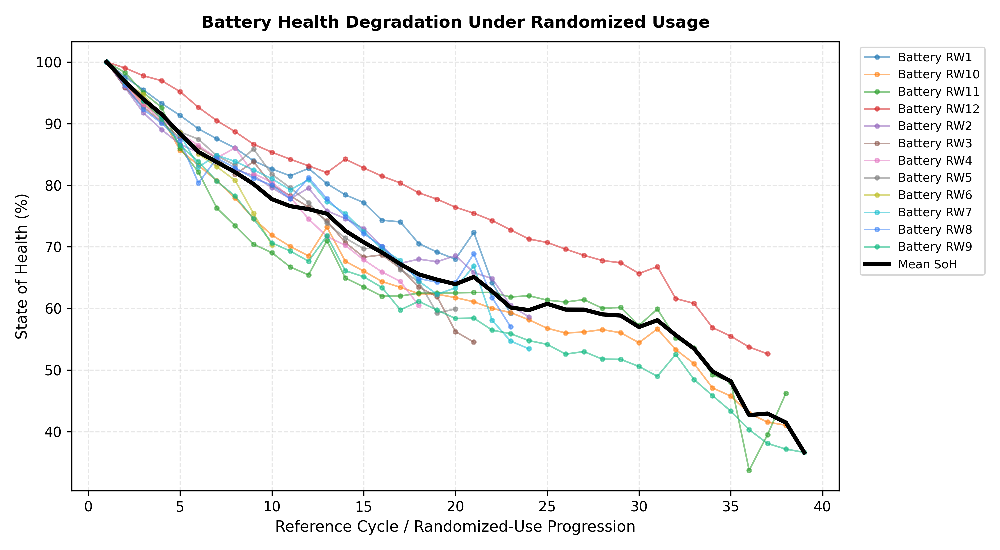 Battery Health Degradation Under Randomized Usage
State of Health (%)
100
90
80
70
60
50
40
0 5 10 15 20 25 30 35 40
Reference Cycle / Randomized-Use Progression
Battery RW1
Battery RW10
Battery RW11
Battery RW12
Battery RW2
Battery RW3
Battery RW4
Battery RW5
Battery RW6
Battery RW7
Battery RW8
Battery RW9
Mean SoH